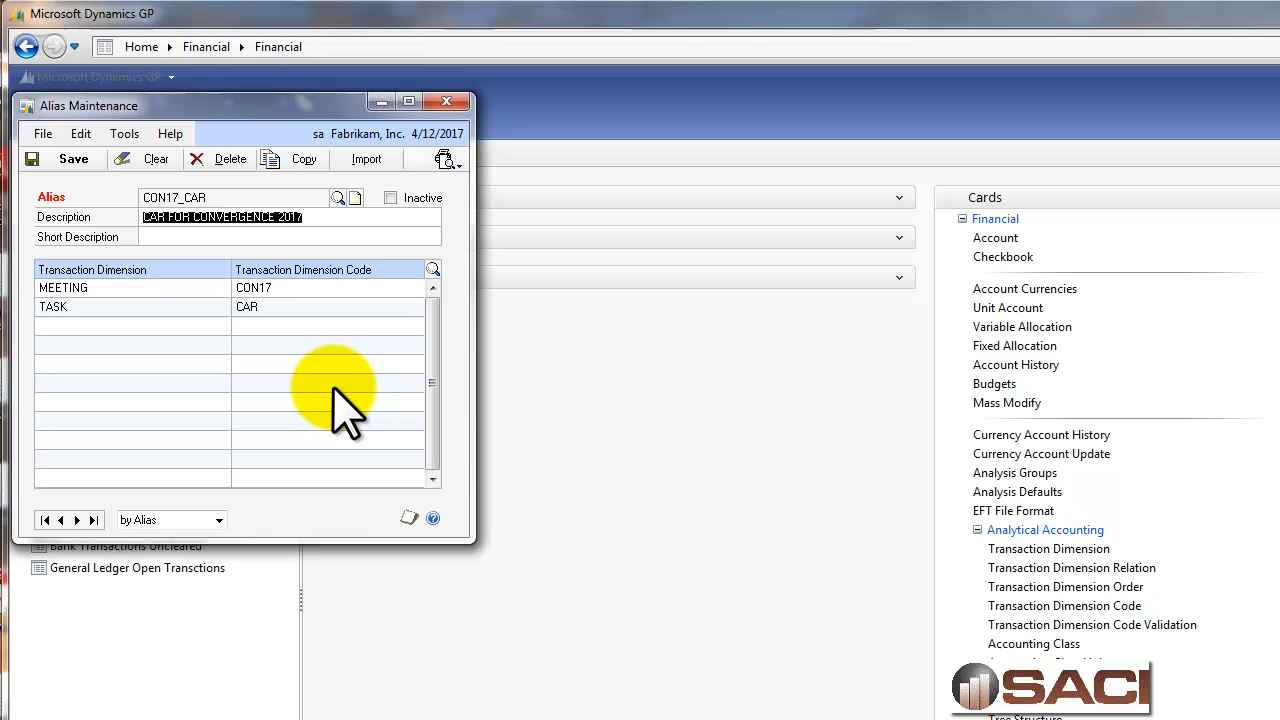 Microsoft Dynamics GP
Home Financial Financial
Microsoft Dynamics GP
Alias Maintenance
File Edit Tools Help sa Fabrikam, Inc. 4/12/2017
Save Clear Delete Copy Import
Alias CON17_CAR Inactive
Description CAR FOR CONVERGENCE 2017
Short Description
Transaction Dimension Transaction Dimension Code
MEETING CON17
TASK CAR
by Alias
Bank Transactions Uncleared
General Ledger Open Transctions
Cards
Financial
Account
Checkbook
Account Currencies
Unit Account
Variable Allocation
Fixed Allocation
Account History
Budgets
Mass Modify
Currency Account History
Currency Account Update
Analysis Groups
Analysis Defaults
EFT File Format
Analytical Accounting
Transaction Dimension
Transaction Dimension Relation
Transaction Dimension Order
Transaction Dimension Code
Transaction Dimension Code Validation
Accounting Class
SACI
Tree Structure